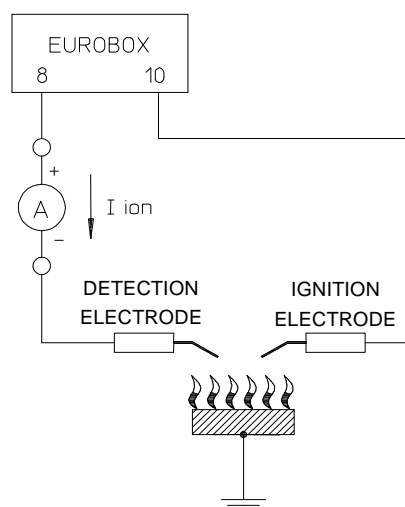 EUROBOX
8 10
+
A I ion
−
DETECTION ELECTRODE
IGNITION ELECTRODE